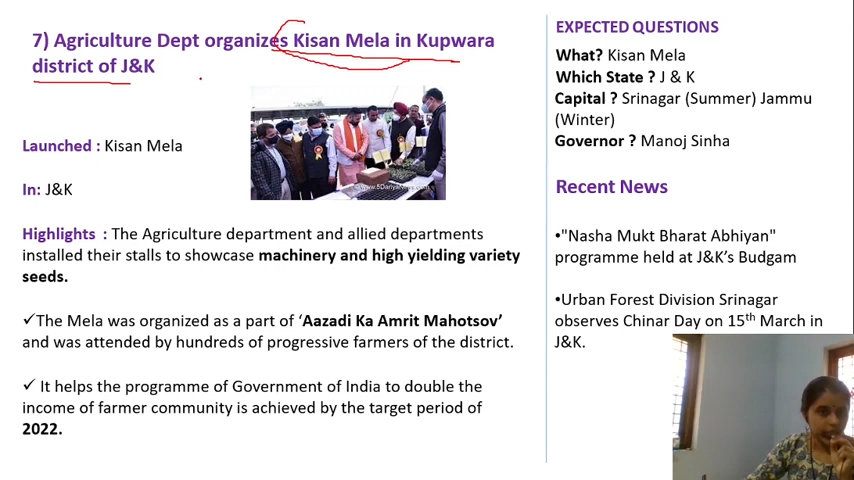 7) Agriculture Dept organizes Kisan Mela in Kupwara
district of J&K
www.5DariyaNews.com
Launched : Kisan Mela
In: J&K
Highlights : The Agriculture department and allied departments
installed their stalls to showcase machinery and high yielding variety
seeds.
✓The Mela was organized as a part of ‘Aazadi Ka Amrit Mahotsov’
and was attended by hundreds of progressive farmers of the district.
✓ It helps the programme of Government of India to double the
income of farmer community is achieved by the target period of
2022.
EXPECTED QUESTIONS
What? Kisan Mela
Which State ? J & K
Capital ? Srinagar (Summer) Jammu
(Winter)
Governor ? Manoj Sinha
Recent News
•"Nasha Mukt Bharat Abhiyan"
programme held at J&K’s Budgam
•Urban Forest Division Srinagar
observes Chinar Day on 15th March in
J&K.